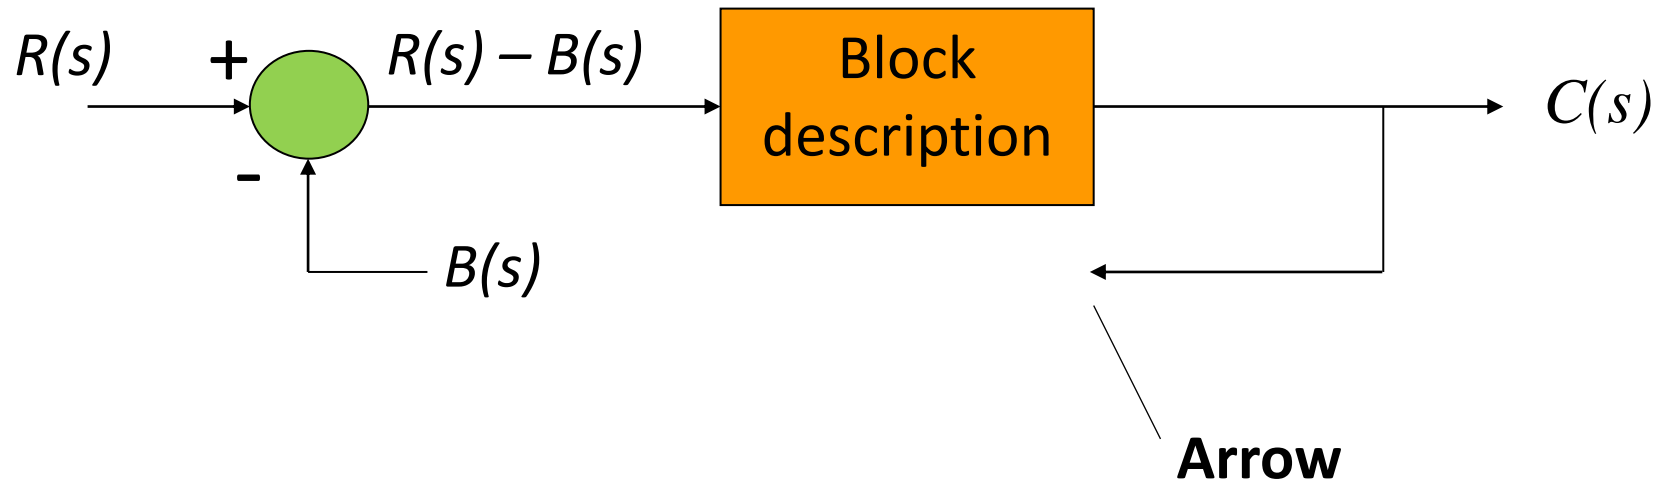 R(s)
+
R(s) – B(s)
Block
description
C(s)
-
B(s)
Arrow